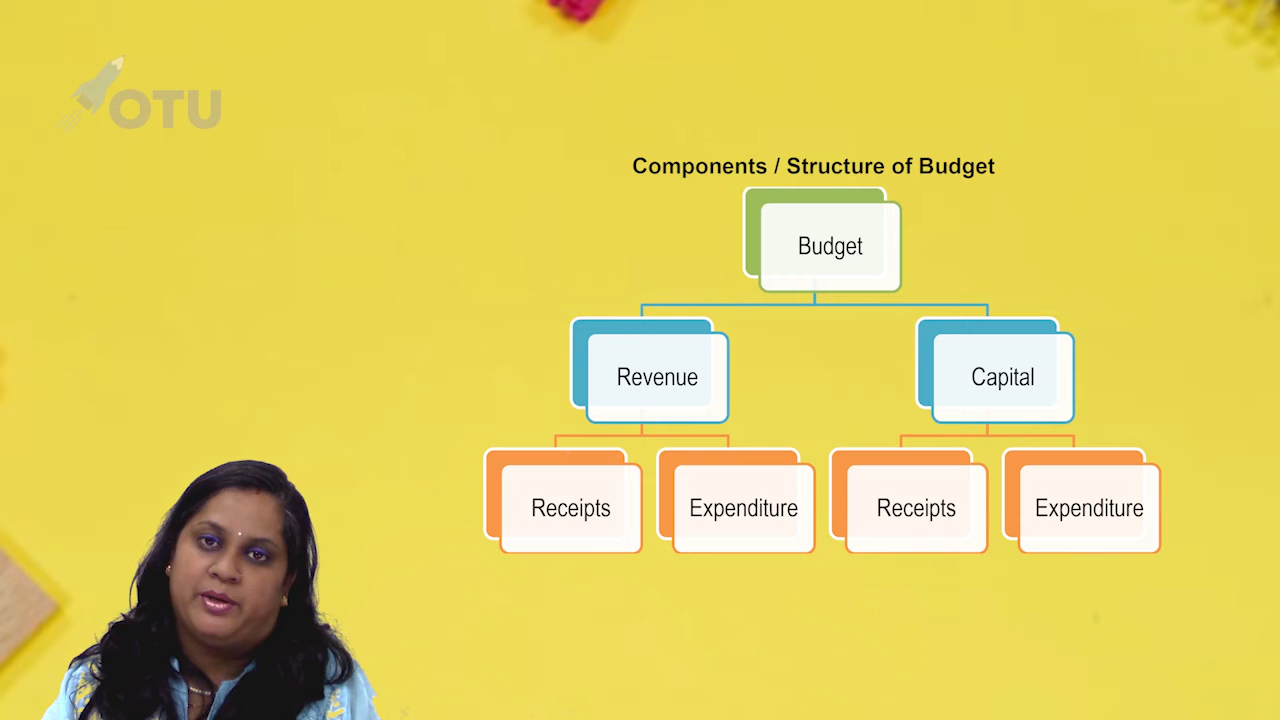 OTU
Components / Structure of Budget
Budget
Revenue
Capital
Receipts
Expenditure
Receipts
Expenditure